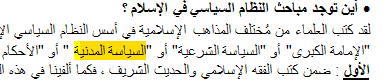 ● أين توجد مباحث النظام السياسي في الإسلام ؟
لقد كتب العلماء من مُختلَف المذاهب الإسلامية في أسس النظام السياسي الإ
"الإمامة الكبرى" أو "السياسة الشرعية" أو "السياسة المدنية " أو "الأحكام
الأول : ضمن كتب الفقه الإسلامي والحديث الشريف ، فكما ألفينا في هذه ا